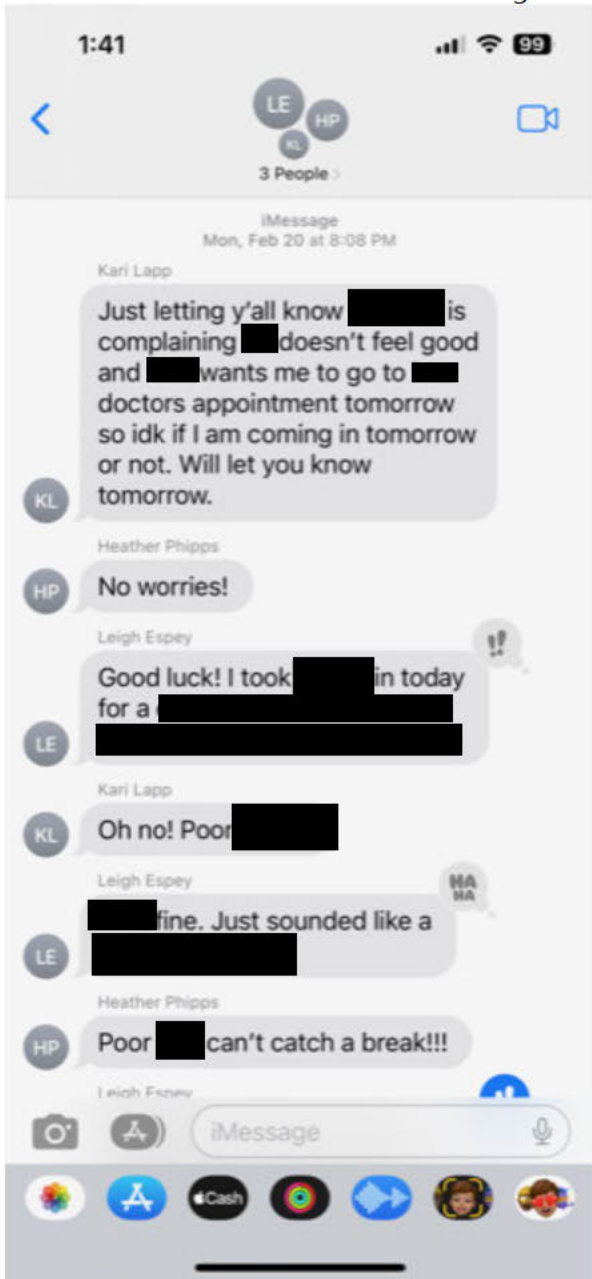 1:41
99
LE
HP
KL
3 People
iMessage
Mon, Feb 20 at 8:08 PM
Kari Lapp
Just letting y'all know is
complaining doesn't feel good
and wants me to go to
doctors appointment tomorrow
so idk if I am coming in tomorrow
or not. Will let you know
tomorrow.
KL
Heather Phipps
No worries!
HP
Leigh Espey
!!
Good luck! I took in today
for a
LE
Kari Lapp
Oh no! Poor
KL
Leigh Espey
HA
HA
fine. Just sounded like a
LE
Heather Phipps
Poor can't catch a break!!!
HP
Leigh Espey
iMessage
Cash